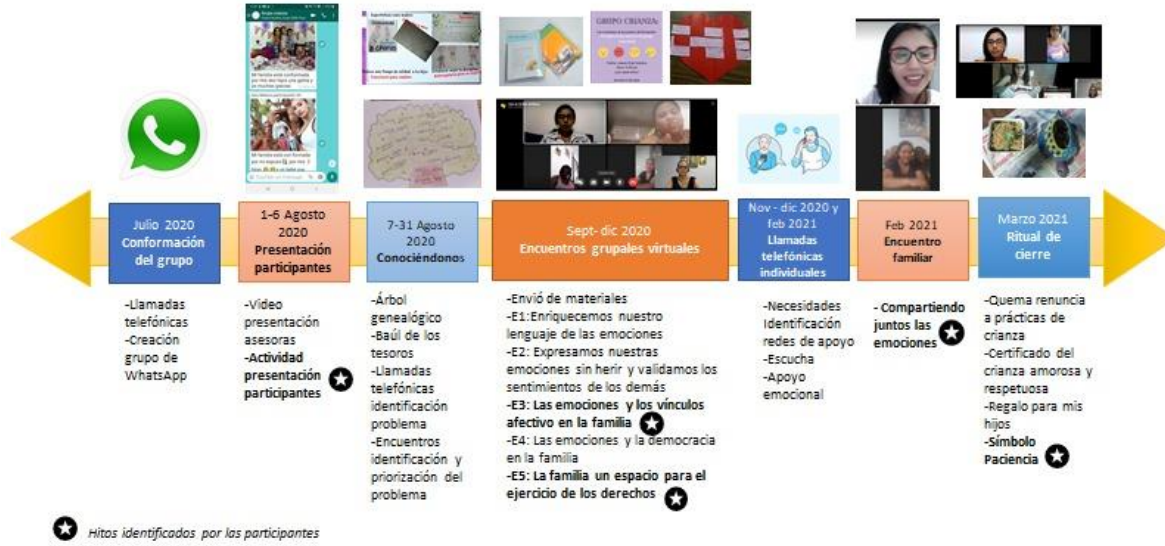 GRUPO CRIANZA:
Julio 2020
Conformación
del grupo
1-6 Agosto
2020
Presentación
participantes
7-31 Agosto
2020
Conociéndonos
Sept- dic 2020
Encuentros grupales virtuales
Nov - dic 2020 y
feb 2021
Llamadas
telefónicas
individuales
Feb 2021
Encuentro
familiar
Marzo 2021
Ritual de
cierre
-Llamadas
telefónicas
-Creación
grupo de
WhatsApp
-Video
presentación
asesoras
-Actividad
presentación
participantes
-Árbol
genealógico
-Baúl de los
tesoros
-Llamadas
telefónicas
identificación
problema
-Encuentros
identificación y
priorización del
problema
-Envió de materiales
-E1:Enriquecemos nuestro
lenguaje de las emociones
-E2: Expresamos nuestras
emociones sin herir y validamos los
sentimientos de los demás
-E3: Las emociones y los vínculos
afectivo en la familia
-E4: Las emociones y la democracia
en la familia
-E5: La familia un espacio para el
ejercicio de los derechos
-Necesidades
Identificación
redes de apoyo
-Escucha
-Apoyo
emocional
- Compartiendo
juntos las
emociones
-Quema renuncia
a prácticas de
crianza
-Certificado del
crianza amorosa y
respetuosa
-Regalo para mis
hijos
-Símbolo
Paciencia
Hitos identificados por las participantes